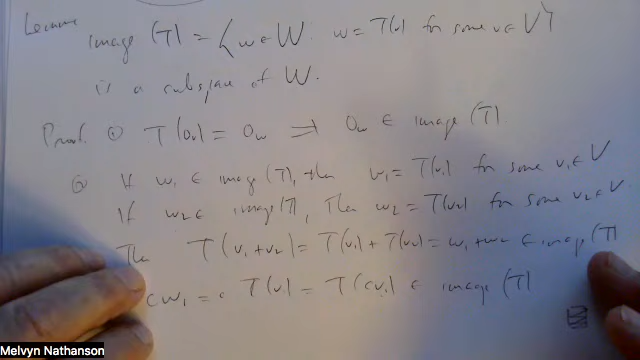 Lemma
image (T) = { w ∈ W : w = T(v) for some v ∈ V }
is a subspace of W.
Proof. ① T(0v) = 0w ⇒ 0w ∈ image (T)
② If w₁ ∈ image (T), then w₁ = T(v₁) for some v₁ ∈ V
If w₂ ∈ image (T), Then w₂ = T(v₂) for some v₂ ∈ V
Then T(v₁+v₂) = T(v₁) + T(v₂) = w₁ + w₂ ∈ image (T)
cw₁ = c T(v₁) = T(cv₁) ∈ image (T)
Melvyn Nathanson